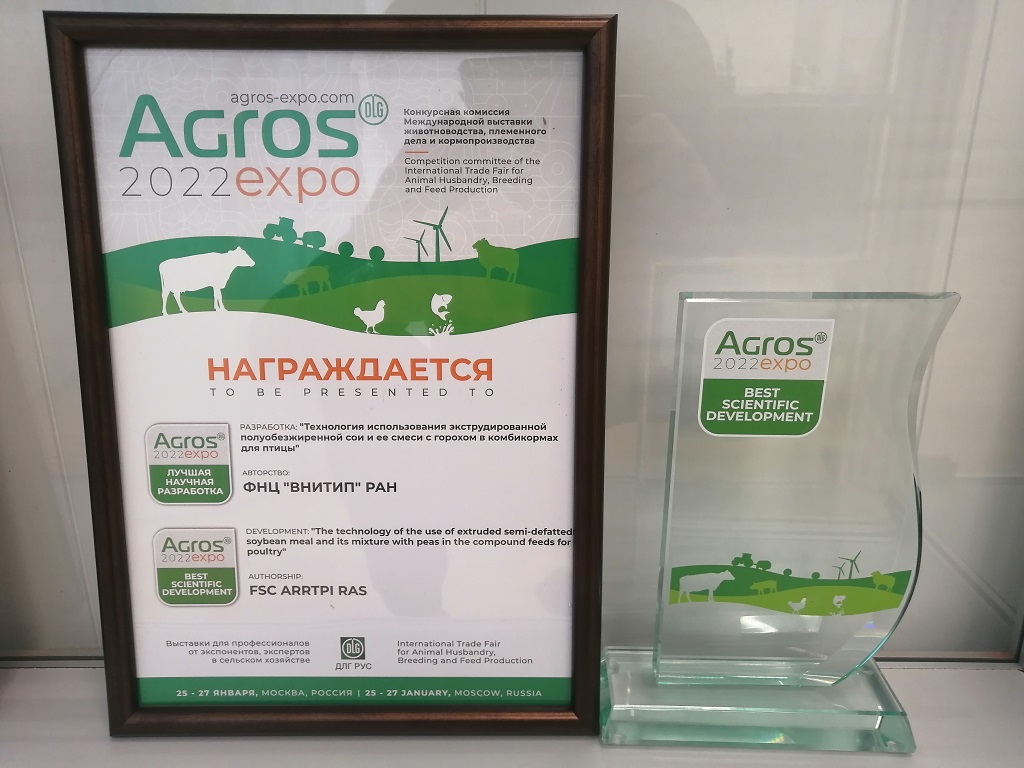 agros-expo.com
AGROS DLG
2022expo
Конкурсная комиссия
Международной выставки
животноводства, племенного
дела и кормопроизводства
Competition committee of the
International Trade Fair for
Animal Husbandry, Breeding
and Feed Production
НАГРАЖДАЕТСЯ
TO BE PRESENTED TO
AGROS DLG
2022expo
ЛУЧШАЯ
НАУЧНАЯ
РАЗРАБОТКА
РАЗРАБОТКА: "Технология использования экструдированной
полуобезжиренной сои и ее смеси с горохом в комбикормах
для птицы"
АВТОРСТВО:
ФНЦ "ВНИТИП" РАН
AGROS DLG
2022expo
BEST
SCIENTIFIC
DEVELOPMENT
DEVELOPMENT: "The technology of the use of extruded semi-defatted
soybean meal and its mixture with peas in the compound feeds for
poultry"
AUTHORSHIP:
FSC ARRTPI RAS
Выставки для профессионалов
от экспонентов, экспертов
в сельском хозяйстве
DLG
ДЛГ РУС
International Trade Fair
for Animal Husbandry,
Breeding and Feed Production
25 - 27 ЯНВАРЯ, МОСКВА, РОССИЯ | 25 - 27 JANUARY, MOSCOW, RUSSIA
AGROS DLG
2022expo
BEST
SCIENTIFIC
DEVELOPMENT